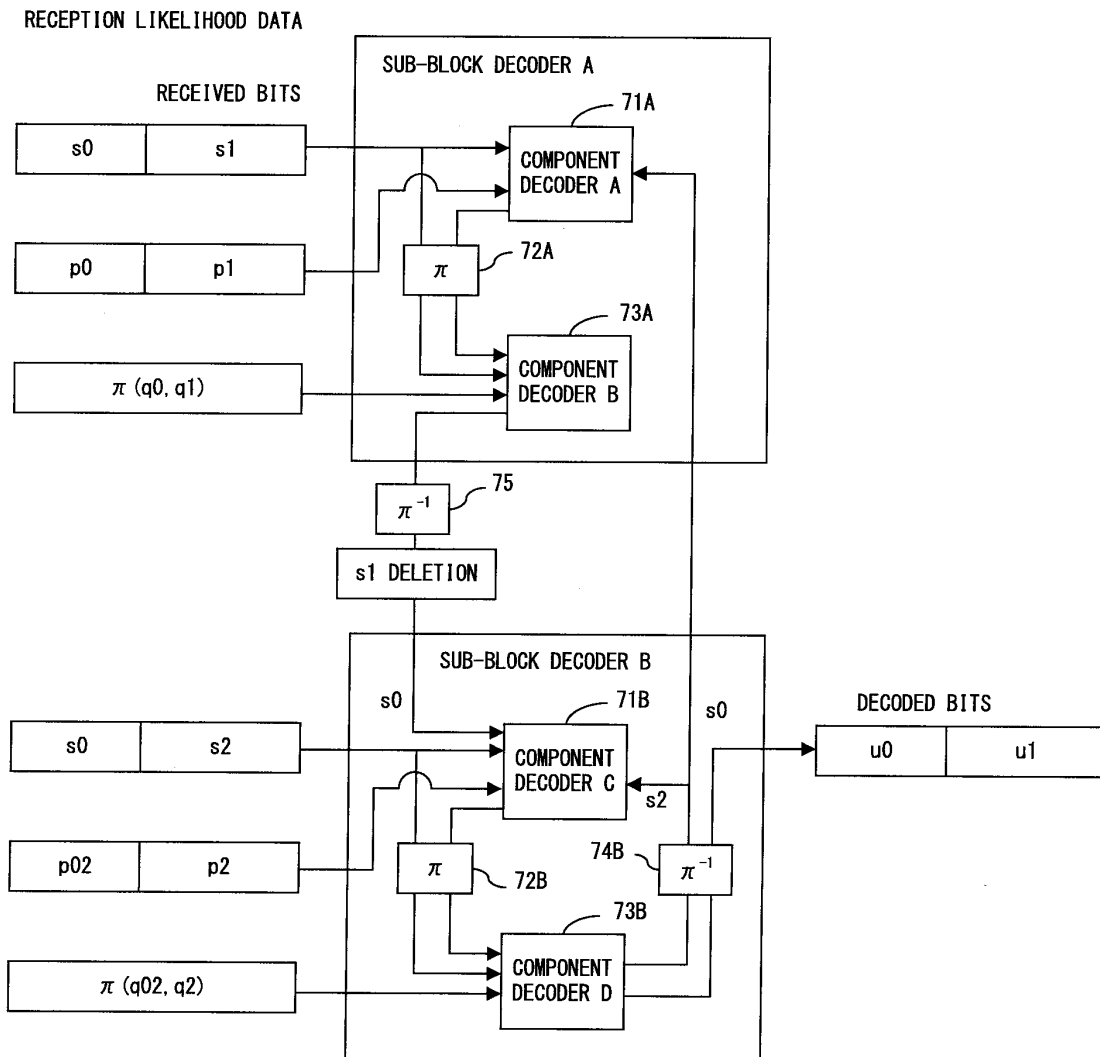 RECEPTION LIKELIHOOD DATA
SUB-BLOCK DECODER A
RECEIVED BITS
71A
s0
s1
COMPONENT
DECODER A
p0
p1
π
72A
73A
π (q0, q1)
COMPONENT
DECODER B
π⁻¹
75
s1 DELETION
SUB-BLOCK DECODER B
s0
71B
s0
DECODED BITS
s0
s2
COMPONENT
DECODER C
s2
u0
u1
p02
p2
π
72B
74B
π⁻¹
73B
π (q02, q2)
COMPONENT
DECODER D